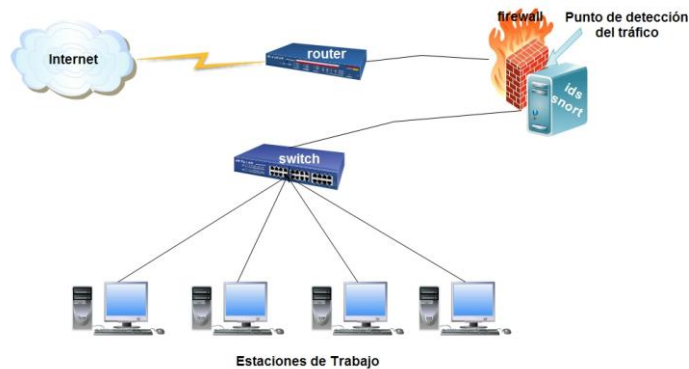 firewall
Punto de detección
del tráfico
Internet
router
ids
snort
switch
Estaciones de Trabajo